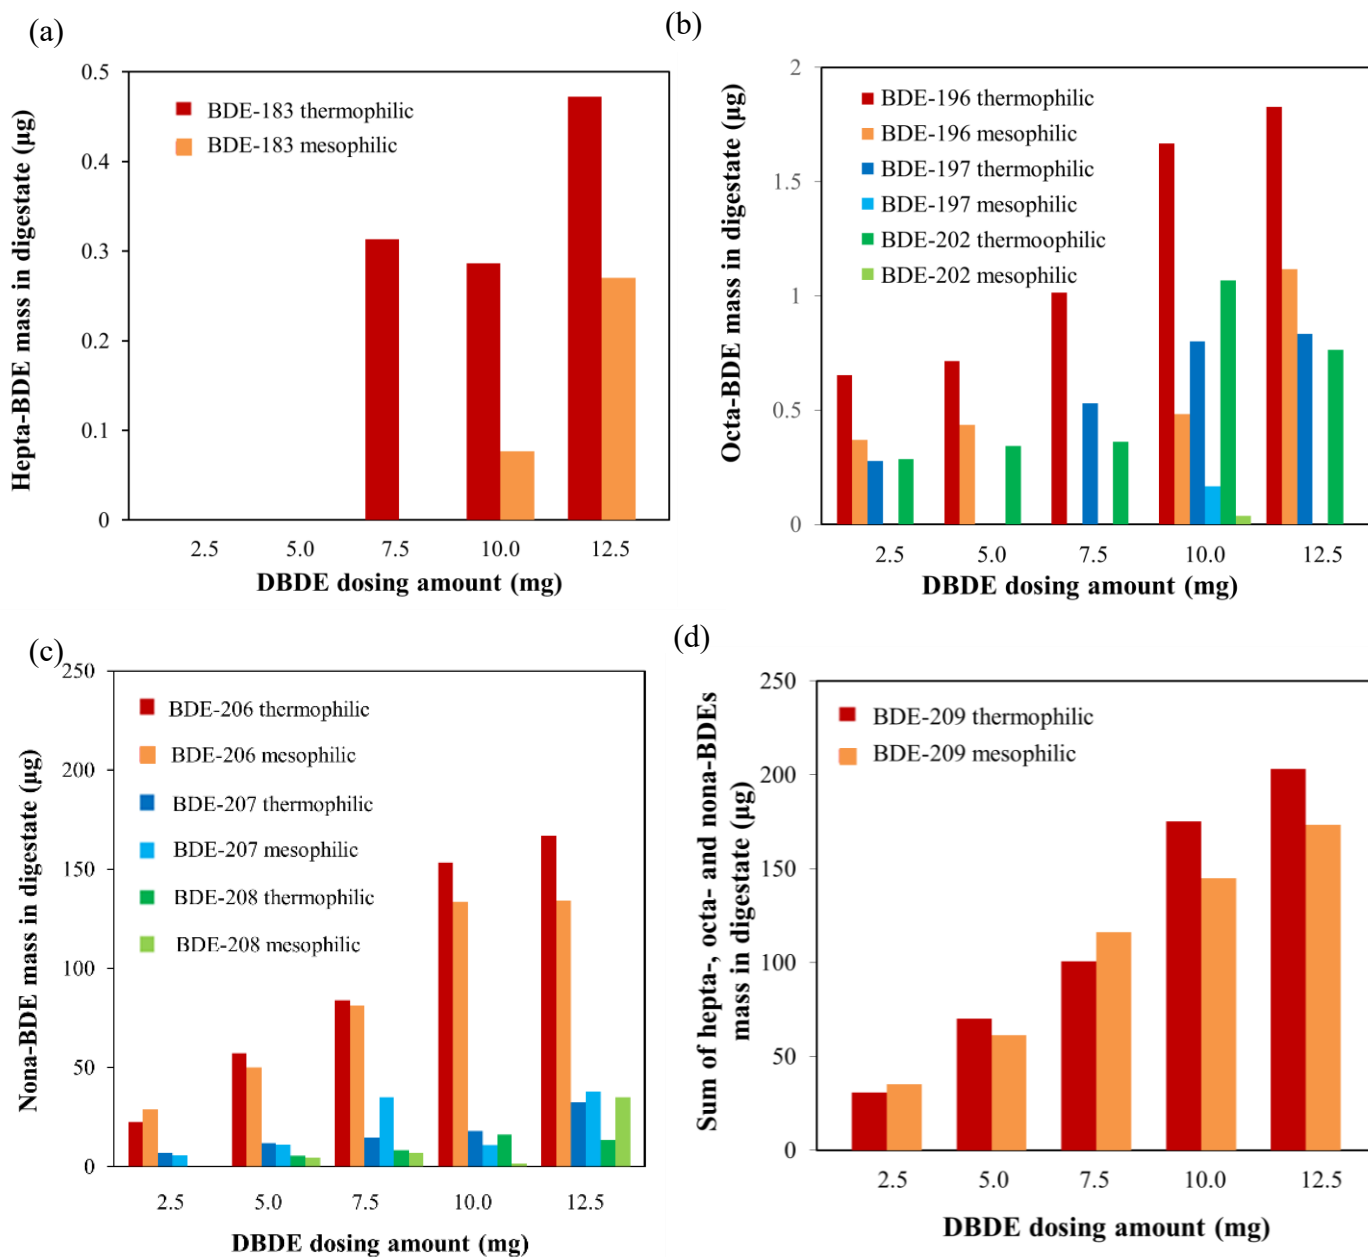 (a)
Hepta-BDE mass in digestate (µg)
0.5
0.4
0.3
0.2
0.1
0
BDE-183 thermophilic
BDE-183 mesophilic
2.5 5.0 7.5 10.0 12.5
DBDE dosing amount (mg)
(b)
Octa-BDE mass in digestate (µg)
2
1.5
1
0.5
0
BDE-196 thermophilic
BDE-196 mesophilic
BDE-197 thermophilic
BDE-197 mesophilic
BDE-202 thermoophilic
BDE-202 mesophilic
2.5 5.0 7.5 10.0 12.5
DBDE dosing amount (mg)
(c)
Nona-BDE mass in digestate (µg)
250
200
150
100
50
0
BDE-206 thermophilic
BDE-206 mesophilic
BDE-207 thermophilic
BDE-207 mesophilic
BDE-208 thermophilic
BDE-208 mesophilic
2.5 5.0 7.5 10.0 12.5
DBDE dosing amount (mg)
(d)
Sum of hepta-, octa- and nona-BDEs
mass in digestate (µg)
250
200
150
100
50
0
BDE-209 thermophilic
BDE-209 mesophilic
2.5 5.0 7.5 10.0 12.5
DBDE dosing amount (mg)